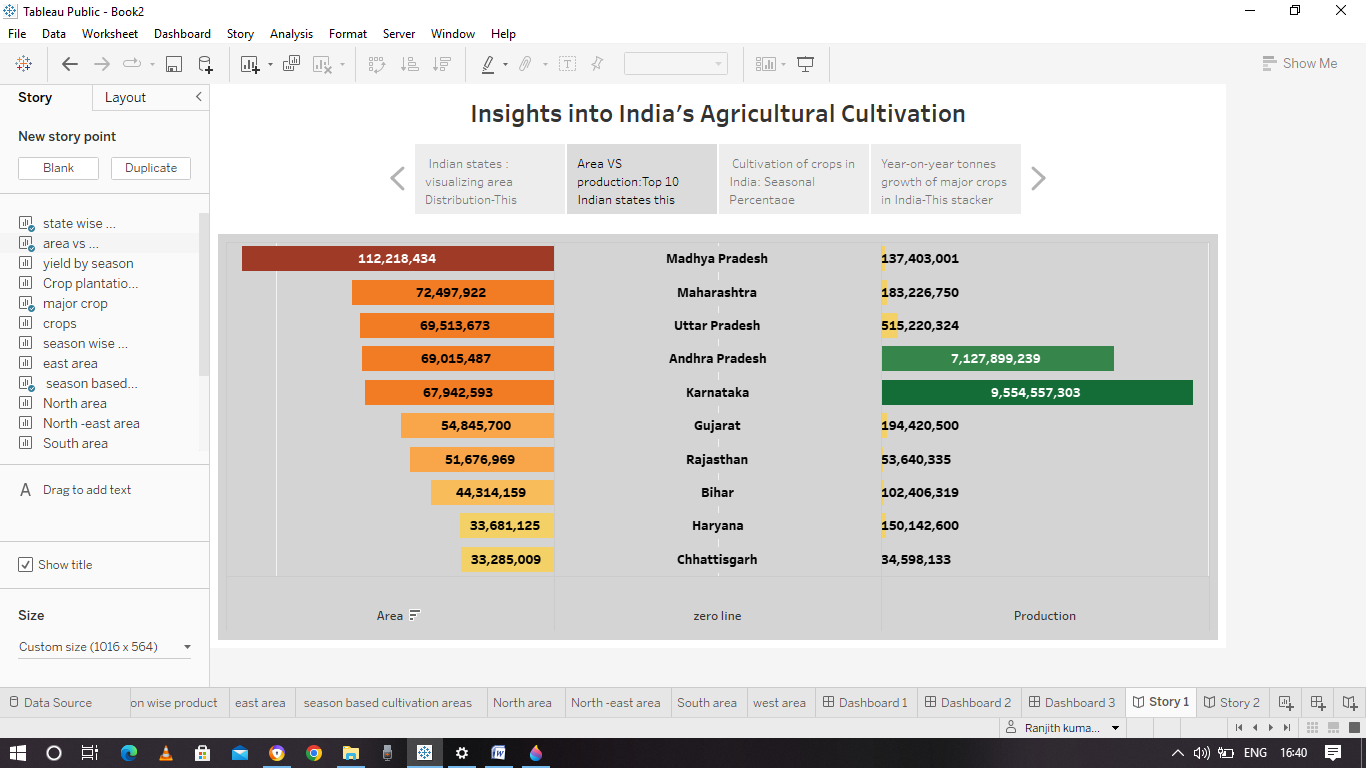 Tableau Public - Book2
File Data Worksheet Dashboard Story Analysis Format Server Window Help
Show Me
Story Layout
New story point
Blank Duplicate
state wise ...
area vs ...
yield by season
Crop plantatio...
major crop
crops
season wise ...
east area
season based...
North area
North -east area
South area
A Drag to add text
Show title
Size
Custom size (1016 x 564)
Insights into India’s Agricultural Cultivation
Indian states :
visualizing area
Distribution-This
Area VS
production:Top 10
Indian states this
Cultivation of crops in
India: Seasonal
Percentage
Year-on-year tonnes
growth of major crops
in India-This stacker
112,218,434 Madhya Pradesh 137,403,001
72,497,922 Maharashtra 183,226,750
69,513,673 Uttar Pradesh 515,220,324
69,015,487 Andhra Pradesh 7,127,899,239
67,942,593 Karnataka 9,554,557,303
54,845,700 Gujarat 194,420,500
51,676,969 Rajasthan 53,640,335
44,314,159 Bihar 102,406,319
33,681,125 Haryana 150,142,600
33,285,009 Chhattisgarh 34,598,133
Area zero line Production
Data Source on wise product east area season based cultivation areas North area North -east area South area west area Dashboard 1 Dashboard 2 Dashboard 3 Story 1 Story 2
Ranjith kuma...
ENG 16:40